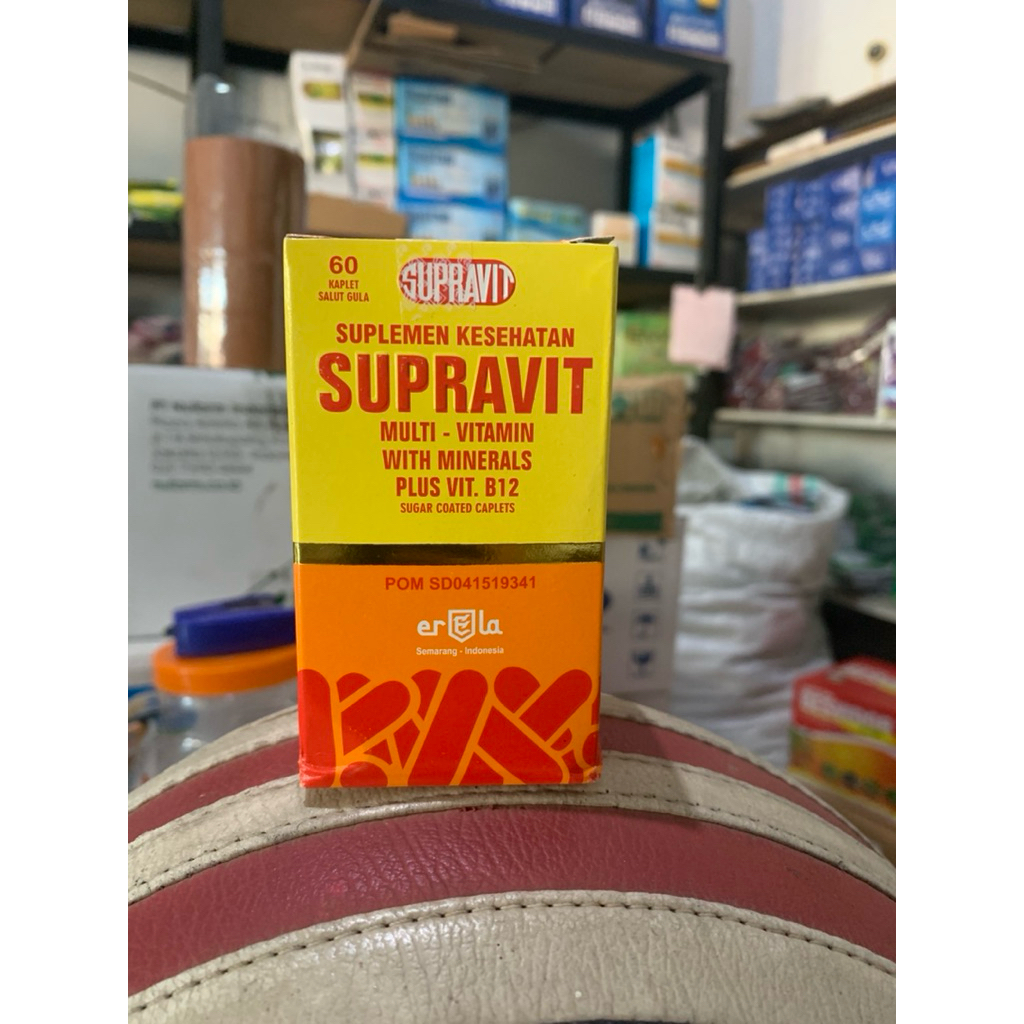 60
KAPLET
SALUT GULA
SUPRAVIT
SUPLEMEN KESEHATAN
SUPRAVIT
MULTI - VITAMIN
WITH MINERALS
PLUS VIT. B12
SUGAR COATED CAPLETS
POM SD041519341
erela
Semarang - Indonesia